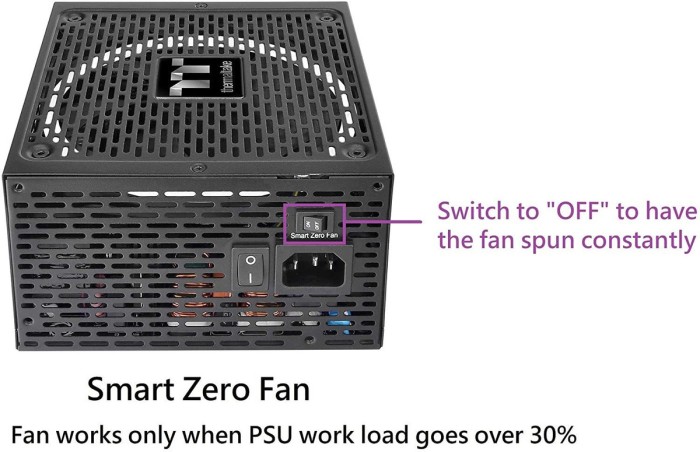 thermaltake
Switch to "OFF" to have
the fan spun constantly
Smart Zero Fan
Smart Zero Fan
Fan works only when PSU work load goes over 30%